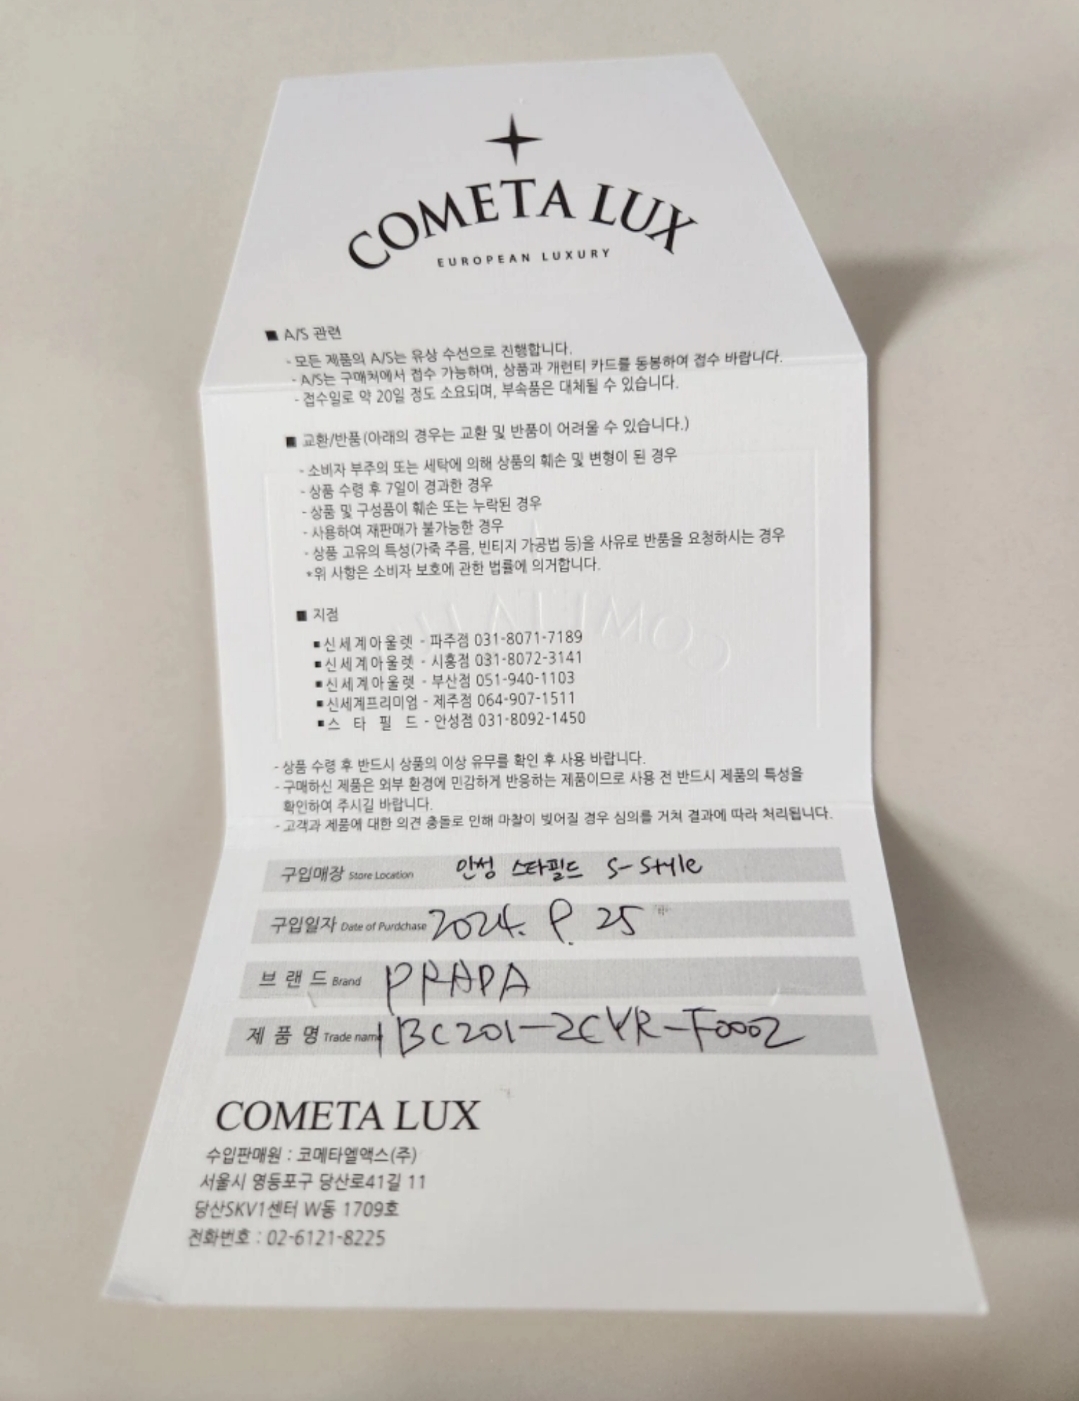 COMETA LUX
EUROPEAN LUXURY
■ A/S 관련
- 모든 제품의 A/S는 유상 수선으로 진행합니다.
- A/S는 구매처에서 접수 가능하며, 상품과 개런티 카드를 동봉하여 접수 바랍니다.
- 접수일로 약 20일 정도 소요되며, 부속품은 대체될 수 있습니다.
■ 교환/반품(아래의 경우는 교환 및 반품이 어려울 수 있습니다.)
- 소비자 부주의 또는 세탁에 의해 상품의 훼손 및 변형이 된 경우
- 상품 수령 후 7일이 경과한 경우
- 상품 및 구성품이 훼손 또는 누락된 경우
- 사용하여 재판매가 불가능한 경우
- 상품 고유의 특성(가죽 주름, 빈티지 가공법 등)을 사유로 반품을 요청하시는 경우
*위 사항은 소비자 보호에 관한 법률에 의거합니다.
■ 지점
■ 신세계아울렛 - 파주점 031-8071-7189
■ 신세계아울렛 - 시흥점 031-8072-3141
■ 신세계아울렛 - 부산점 051-940-1103
■ 신세계프리미엄 - 제주점 064-907-1511
■ 스 타 필 드 - 안성점 031-8092-1450
- 상품 수령 후 반드시 상품의 이상 유무를 확인 후 사용 바랍니다.
- 구매하신 제품은 외부 환경에 민감하게 반응하는 제품이므로 사용 전 반드시 제품의 특성을
확인하여 주시길 바랍니다.
- 고객과 제품에 대한 의견 충돌로 인해 마찰이 빚어질 경우 심의를 거쳐 결과에 따라 처리됩니다.
구입매장 Store Location 안성 스타필드 S-Style
구입일자 Date of Purdchase 2024. 9. 25
브 랜 드 Brand PRAPA
제 품 명 Trade name 1BC201-2CYR-F0002
COMETA LUX
수입판매원 : 코메타엘엑스(주)
서울시 영등포구 당산로41길 11
당산SKV1센터 W동 1709호
전화번호 : 02-6121-8225